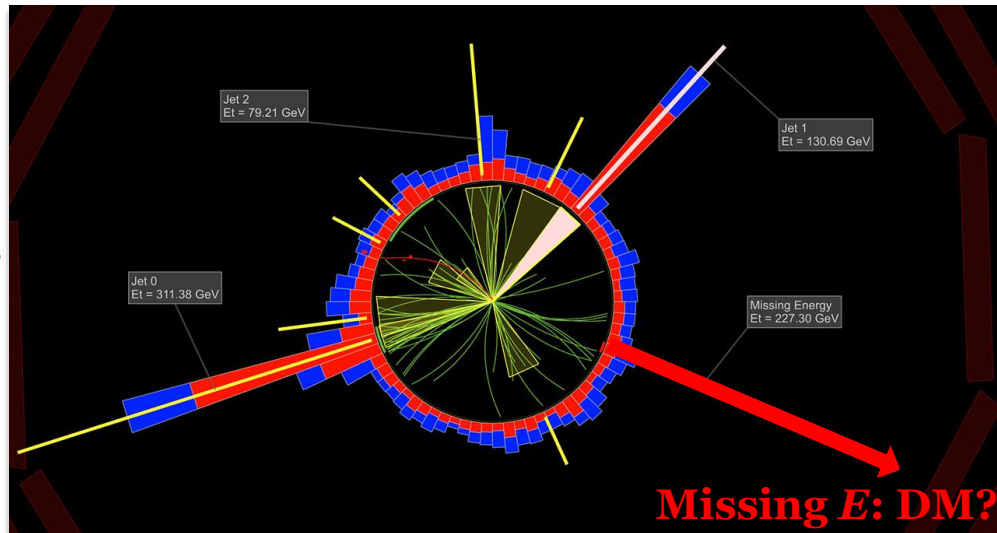 Jet 2
Et = 79.21 GeV
Jet 1
Et = 130.69 GeV
Jet 0
Et = 311.38 GeV
Missing Energy
Et = 227.30 GeV
Missing E: DM?